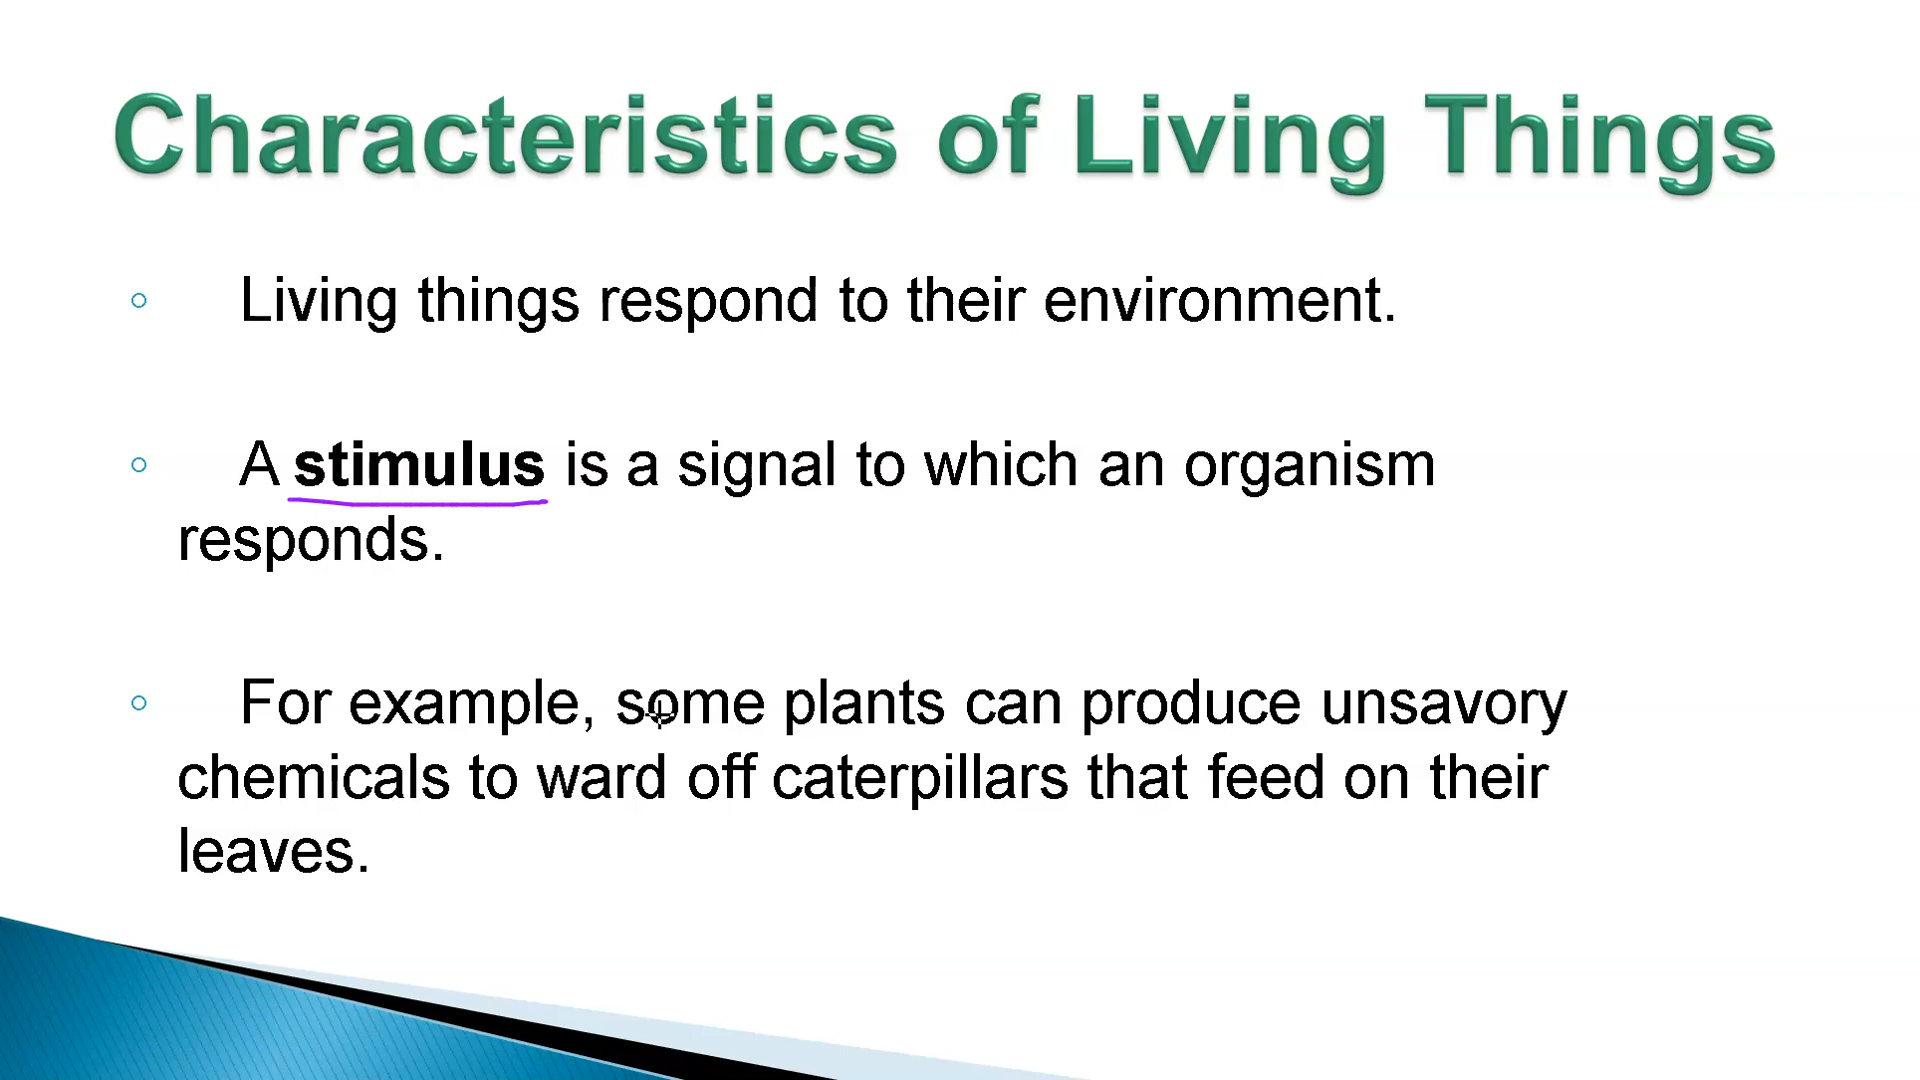 Characteristics of Living Things
Living things respond to their environment.
A stimulus is a signal to which an organism
responds.
For example, some plants can produce unsavory
chemicals to ward off caterpillars that feed on their
leaves.